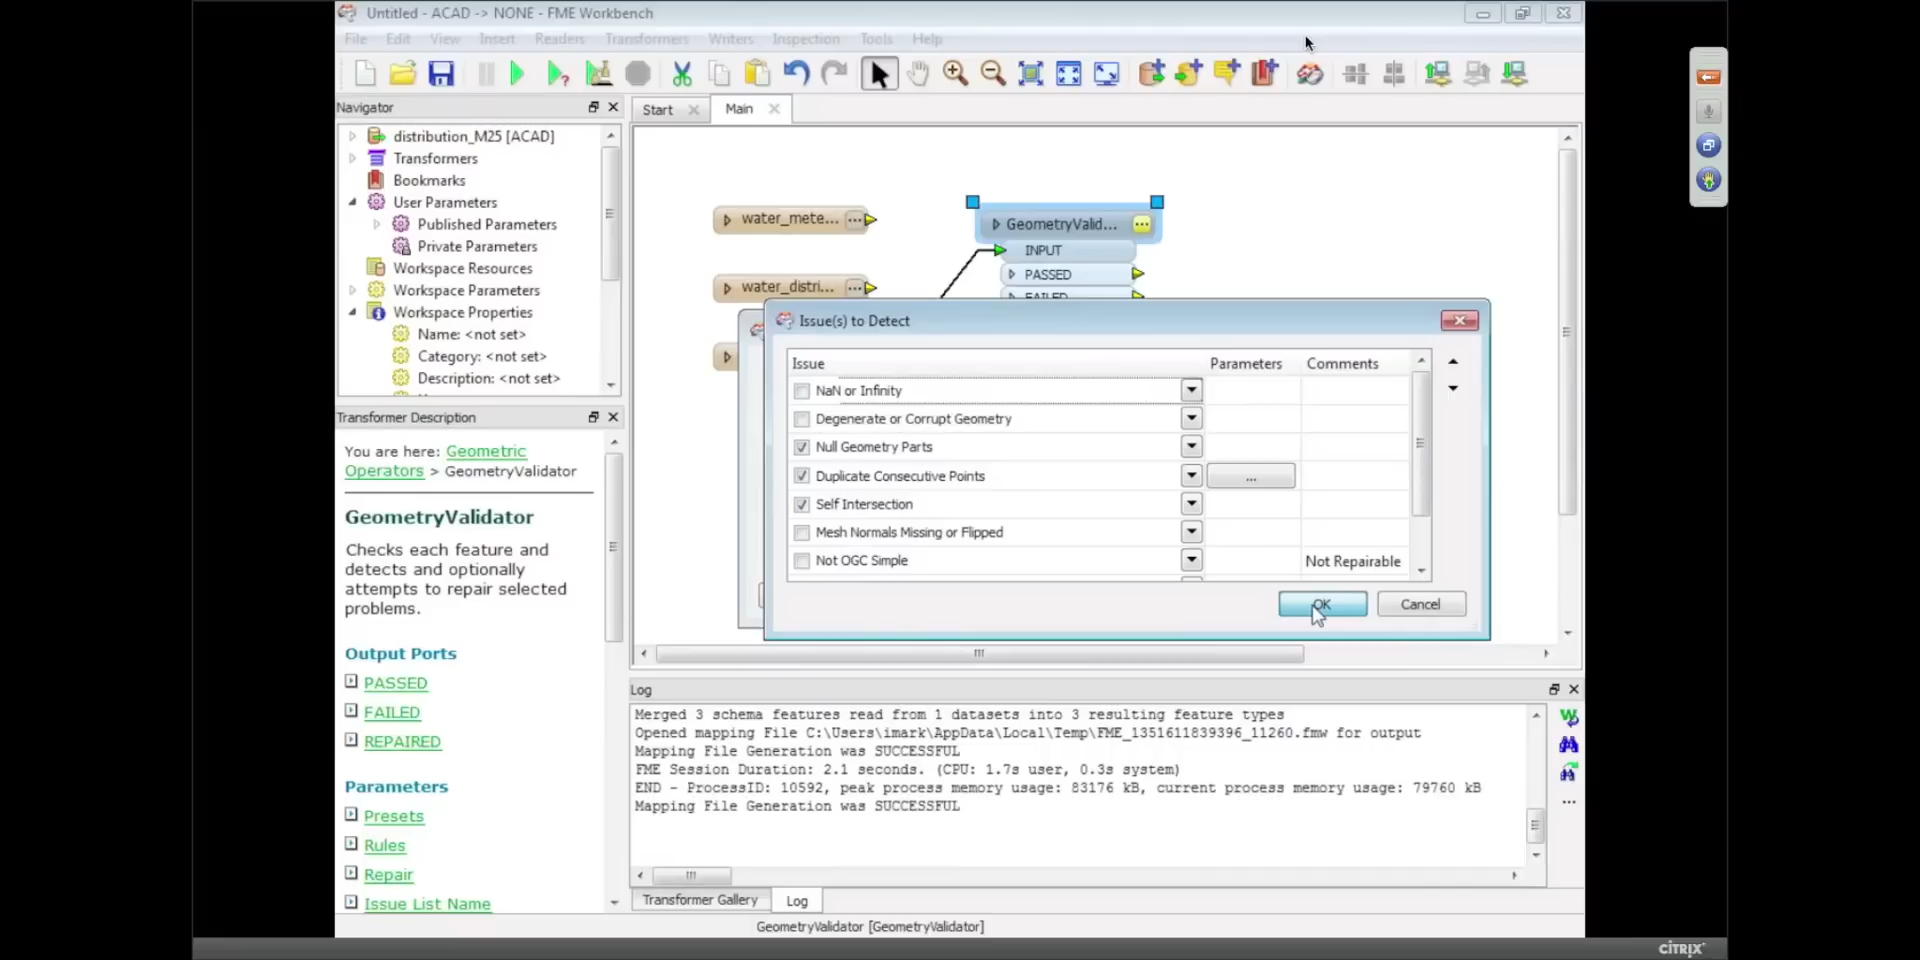 Untitled - ACAD -> NONE - FME Workbench
File Edit View Insert Readers Transformers Writers Inspection Tools Help
Navigator
distribution_M25 [ACAD]
Transformers
Bookmarks
User Parameters
Published Parameters
Private Parameters
Workspace Resources
Workspace Parameters
Workspace Properties
Name: <not set>
Category: <not set>
Description: <not set>
Transformer Description
You are here: Geometric
Operators > GeometryValidator
GeometryValidator
Checks each feature and
detects and optionally
attempts to repair selected
problems.
Output Ports
PASSED
FAILED
REPAIRED
Parameters
Presets
Rules
Repair
Issue List Name
Start
Main
water_mete...
water_distri...
GeometryValid...
INPUT
PASSED
FAILED
Issue(s) to Detect
Issue Parameters Comments
NaN or Infinity
Degenerate or Corrupt Geometry
Null Geometry Parts
Duplicate Consecutive Points ...
Self Intersection
Mesh Normals Missing or Flipped
Not OGC Simple Not Repairable
OK Cancel
Log
Merged 3 schema features read from 1 datasets into 3 resulting feature types
Opened mapping File C:\Users\imark\AppData\Local\Temp\FME_1351611839396_11260.fmw for output
Mapping File Generation was SUCCESSFUL
FME Session Duration: 2.1 seconds. (CPU: 1.7s user, 0.3s system)
END - ProcessID: 10592, peak process memory usage: 83176 kB, current process memory usage: 79760 kB
Mapping File Generation was SUCCESSFUL
Transformer Gallery Log
GeometryValidator [GeometryValidator]
CITRIX